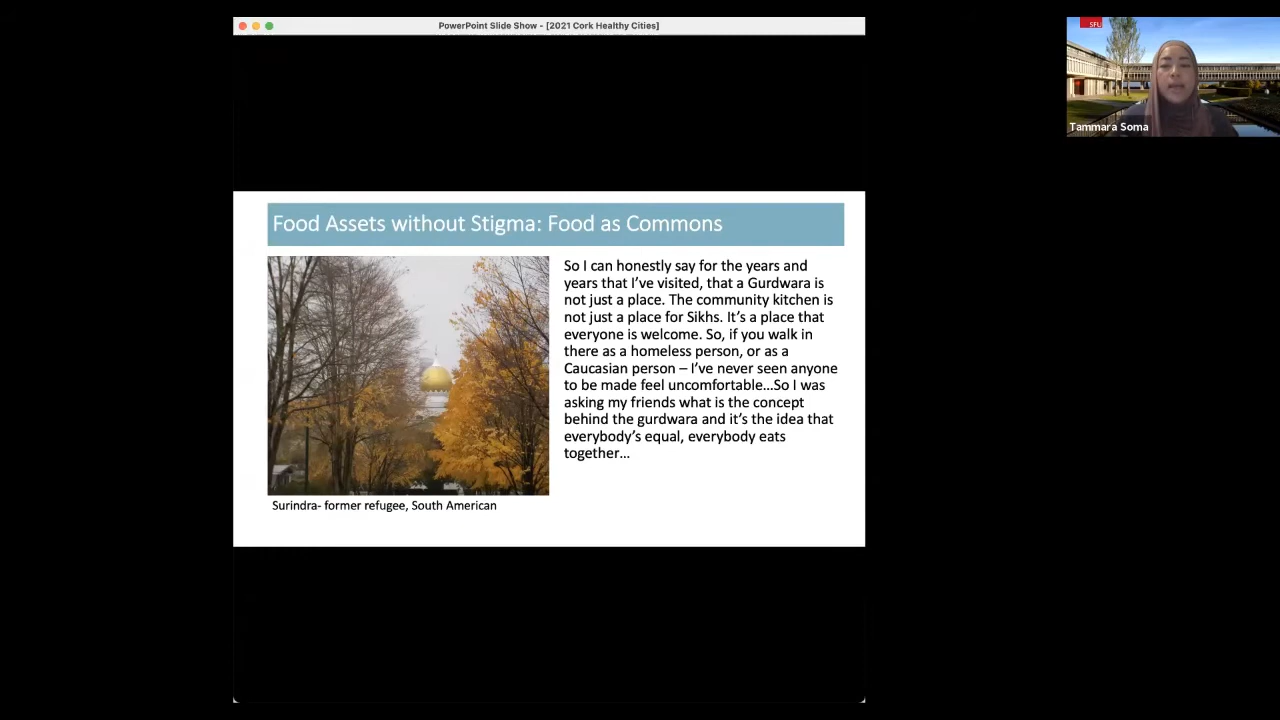 PowerPoint Slide Show - [2021 Cork Healthy Cities]
SFU
Tammara Soma
Food Assets without Stigma: Food as Commons
So I can honestly say for the years and
years that I've visited, that a Gurdwara is
not just a place. The community kitchen is
not just a place for Sikhs. It's a place that
everyone is welcome. So, if you walk in
there as a homeless person, or as a
Caucasian person – I've never seen anyone
to be made feel uncomfortable…So I was
asking my friends what is the concept
behind the gurdwara and it's the idea that
everybody's equal, everybody eats
together…
Surindra- former refugee, South American